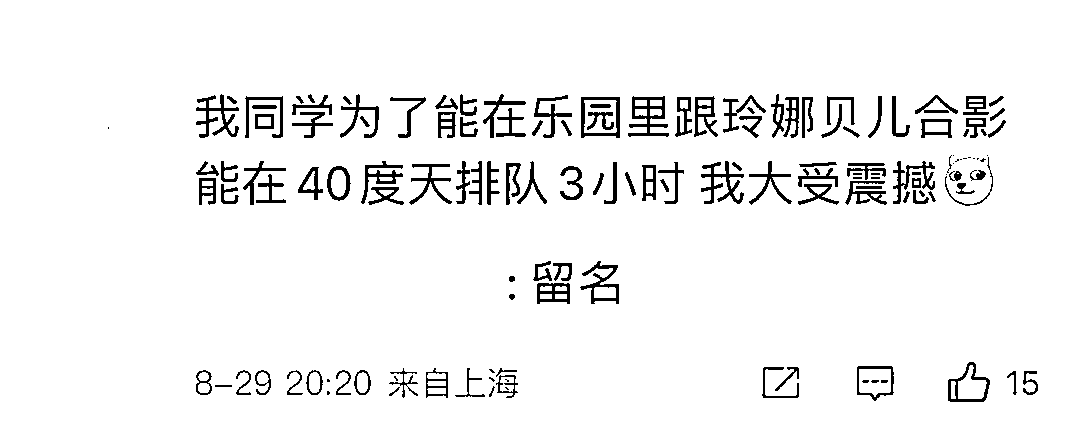 我同学为了能在乐园里跟玲娜贝儿合影
能在40度天排队3小时 我大受震撼
:留名
8-29 20:20 来自上海
15